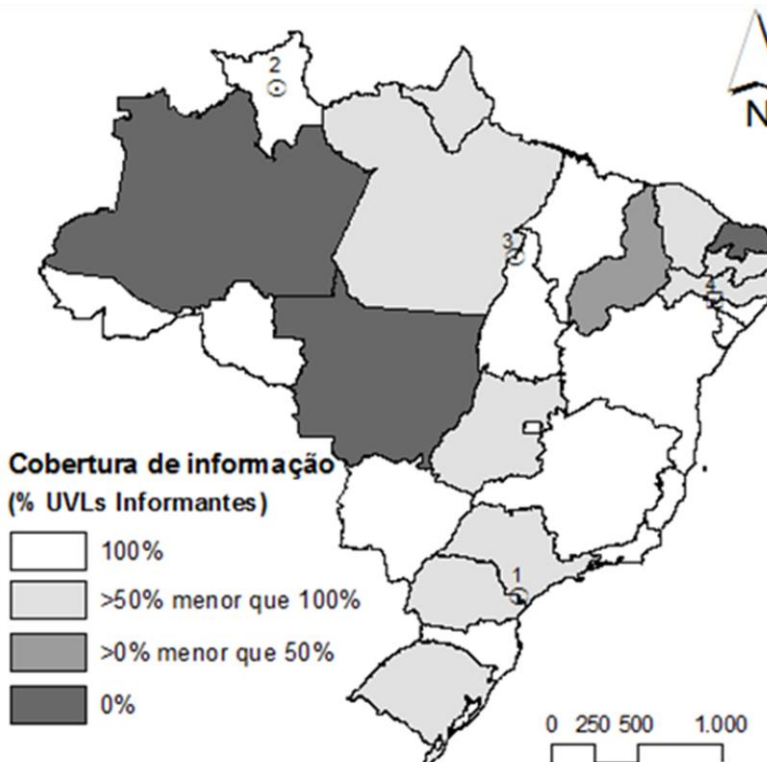 2
N
3
4
Cobertura de informação
(% UVLs Informantes)
100%
>50% menor que 100%
>0% menor que 50%
0%
1
0 250 500 1.000